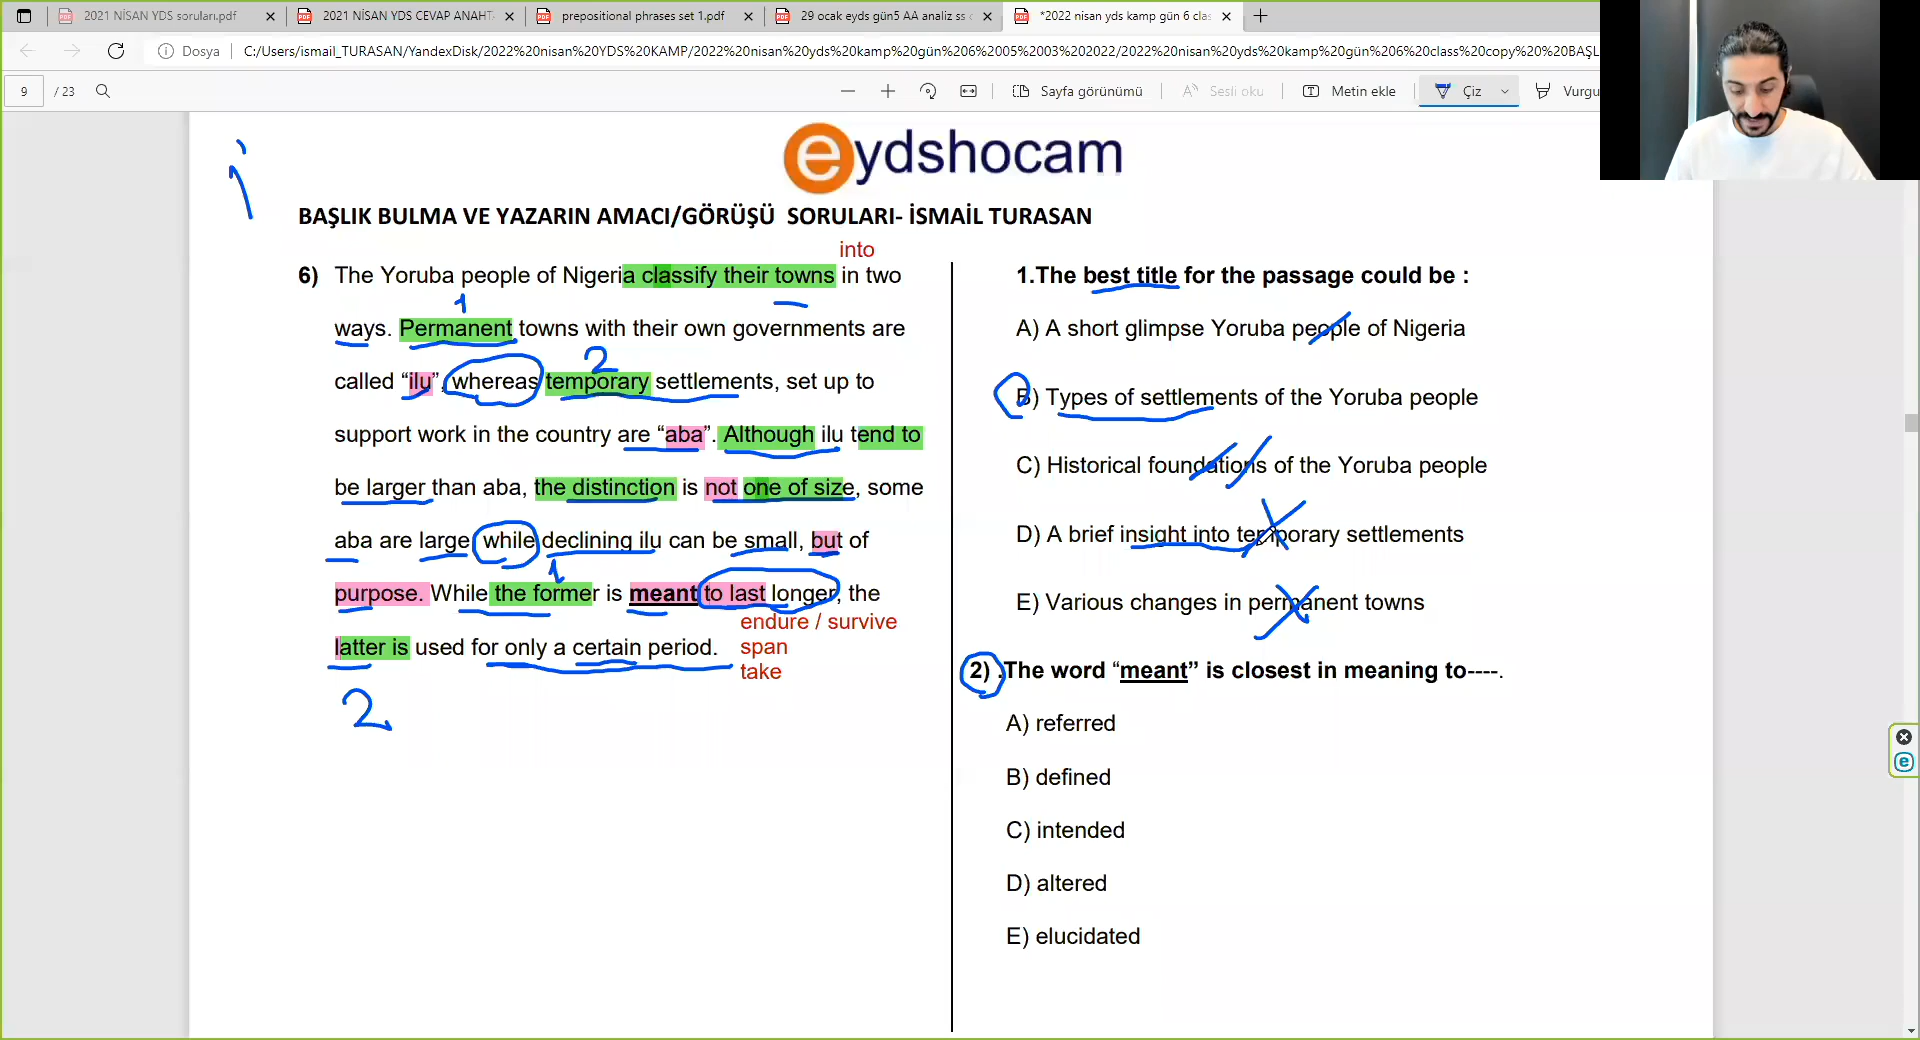 2021 NİSAN YDS soruları.pdf
2021 NİSAN YDS CEVAP ANAHT
prepositional phrases set 1.pdf
29 ocak eyds gün5 AA analiz ss
*2022 nisan yds kamp gün 6 clas
Dosya
C:/Users/ismail_TURASAN/YandexDisk/2022%20nisan%20YDS%20KAMP/2022%20nisan%20yds%20kamp%20gün%206%2005%2003%202022/2022%20nisan%20yds%20kamp%20gün%206%20class%20copy%20%20BAŞL
9 / 23
Sayfa görünümü
Sesli oku
Metin ekle
Çiz
Vurgu
eydshocam
BAŞLIK BULMA VE YAZARIN AMACI/GÖRÜŞÜ SORULARI- İSMAİL TURASAN
into
6) The Yoruba people of Nigeria classify their towns in two
1
ways. Permanent towns with their own governments are
2
called “ilu”, whereas temporary settlements, set up to
support work in the country are “aba”. Although ilu tend to
be larger than aba, the distinction is not one of size, some
aba are large while declining ilu can be small, but of
1
purpose. While the former is meant to last longer, the
endure / survive
latter is used for only a certain period.
span
take
2
1.The best title for the passage could be :
A) A short glimpse Yoruba people of Nigeria
B) Types of settlements of the Yoruba people
C) Historical foundations of the Yoruba people
D) A brief insight into temporary settlements
E) Various changes in permanent towns
2) .The word “meant” is closest in meaning to----.
A) referred
B) defined
C) intended
D) altered
E) elucidated